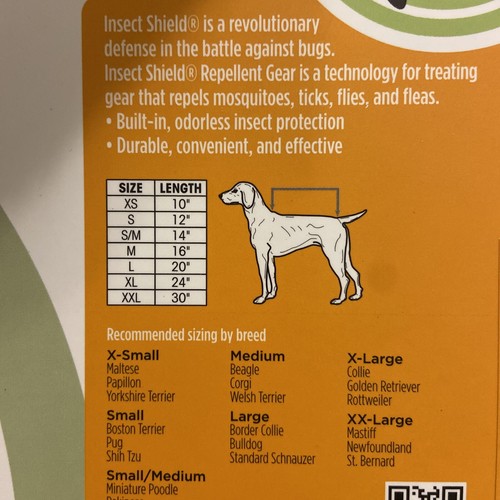 Insect Shield® is a revolutionary
defense in the battle against bugs.
Insect Shield® Repellent Gear is a technology for treating
gear that repels mosquitoes, ticks, flies, and fleas.
• Built-in, odorless insect protection
• Durable, convenient, and effective
SIZE LENGTH
XS 10"
S 12"
S/M 14"
M 16"
L 20"
XL 24"
XXL 30"
Recommended sizing by breed
X-Small
Maltese
Papillon
Yorkshire Terrier
Small
Boston Terrier
Pug
Shih Tzu
Small/Medium
Miniature Poodle
Medium
Beagle
Corgi
Welsh Terrier
Large
Border Collie
Bulldog
Standard Schnauzer
X-Large
Collie
Golden Retriever
Rottweiler
XX-Large
Mastiff
Newfoundland
St. Bernard